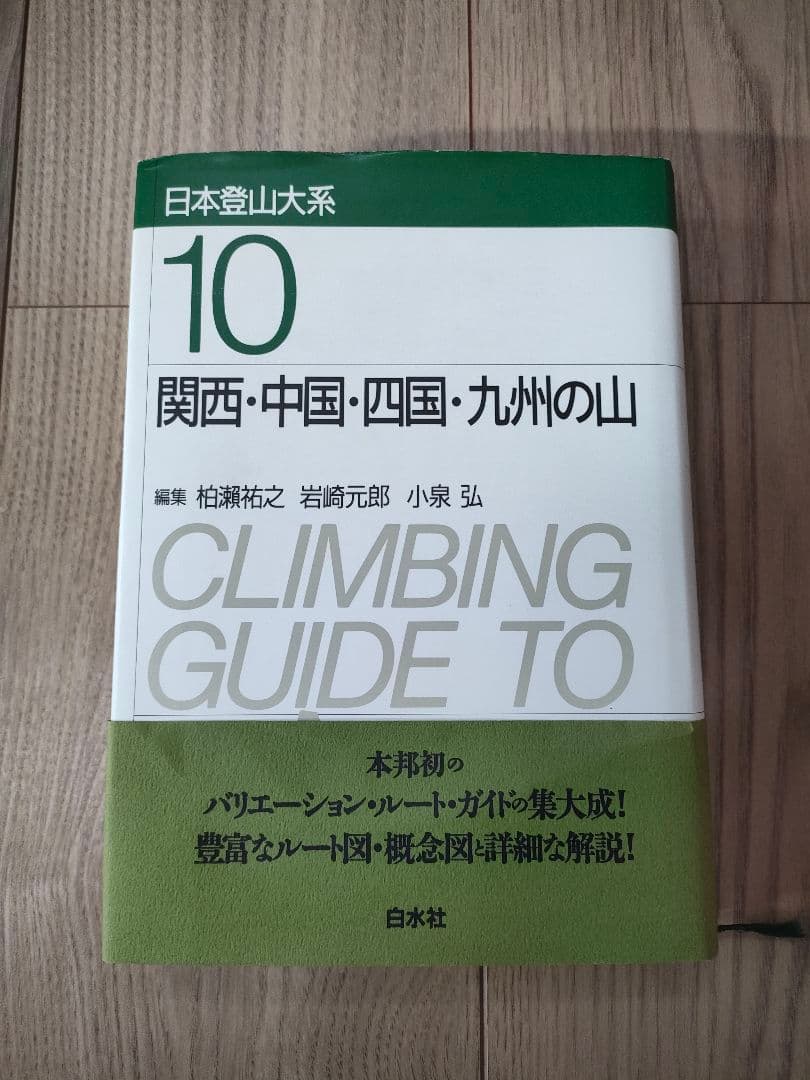 日本登山大系
10
関西・中国・四国・九州の山
編集 柏瀬祐之 岩崎元郎 小泉 弘
CLIMBING
GUIDE TO
本邦初の
バリエーション・ルート・ガイドの集大成!
豊富なルート図・概念図と詳細な解説!
白水社